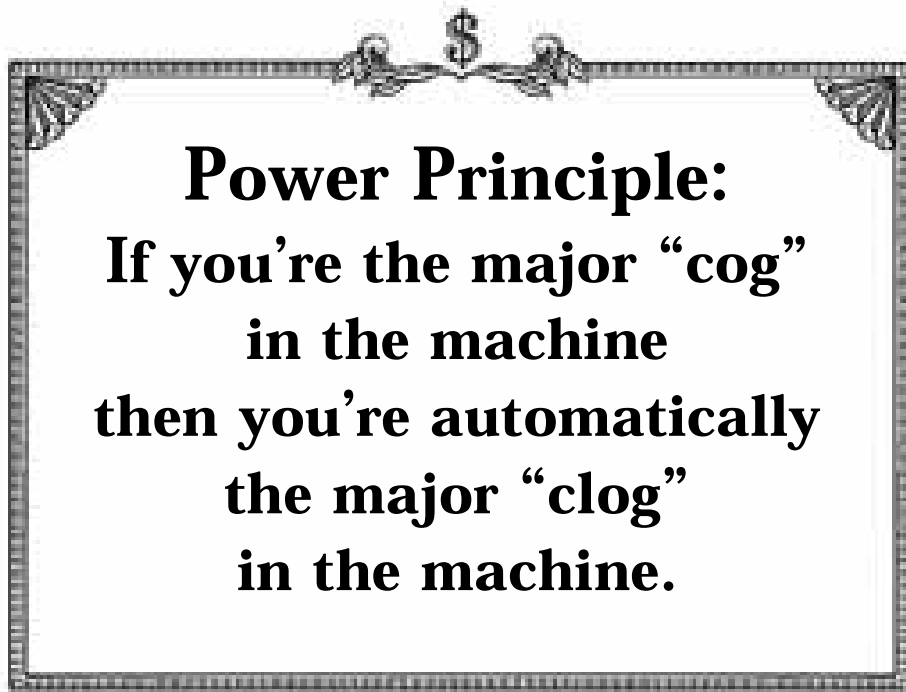 $
Power Principle:
If you’re the major “cog”
in the machine
then you’re automatically
the major “clog”
in the machine.